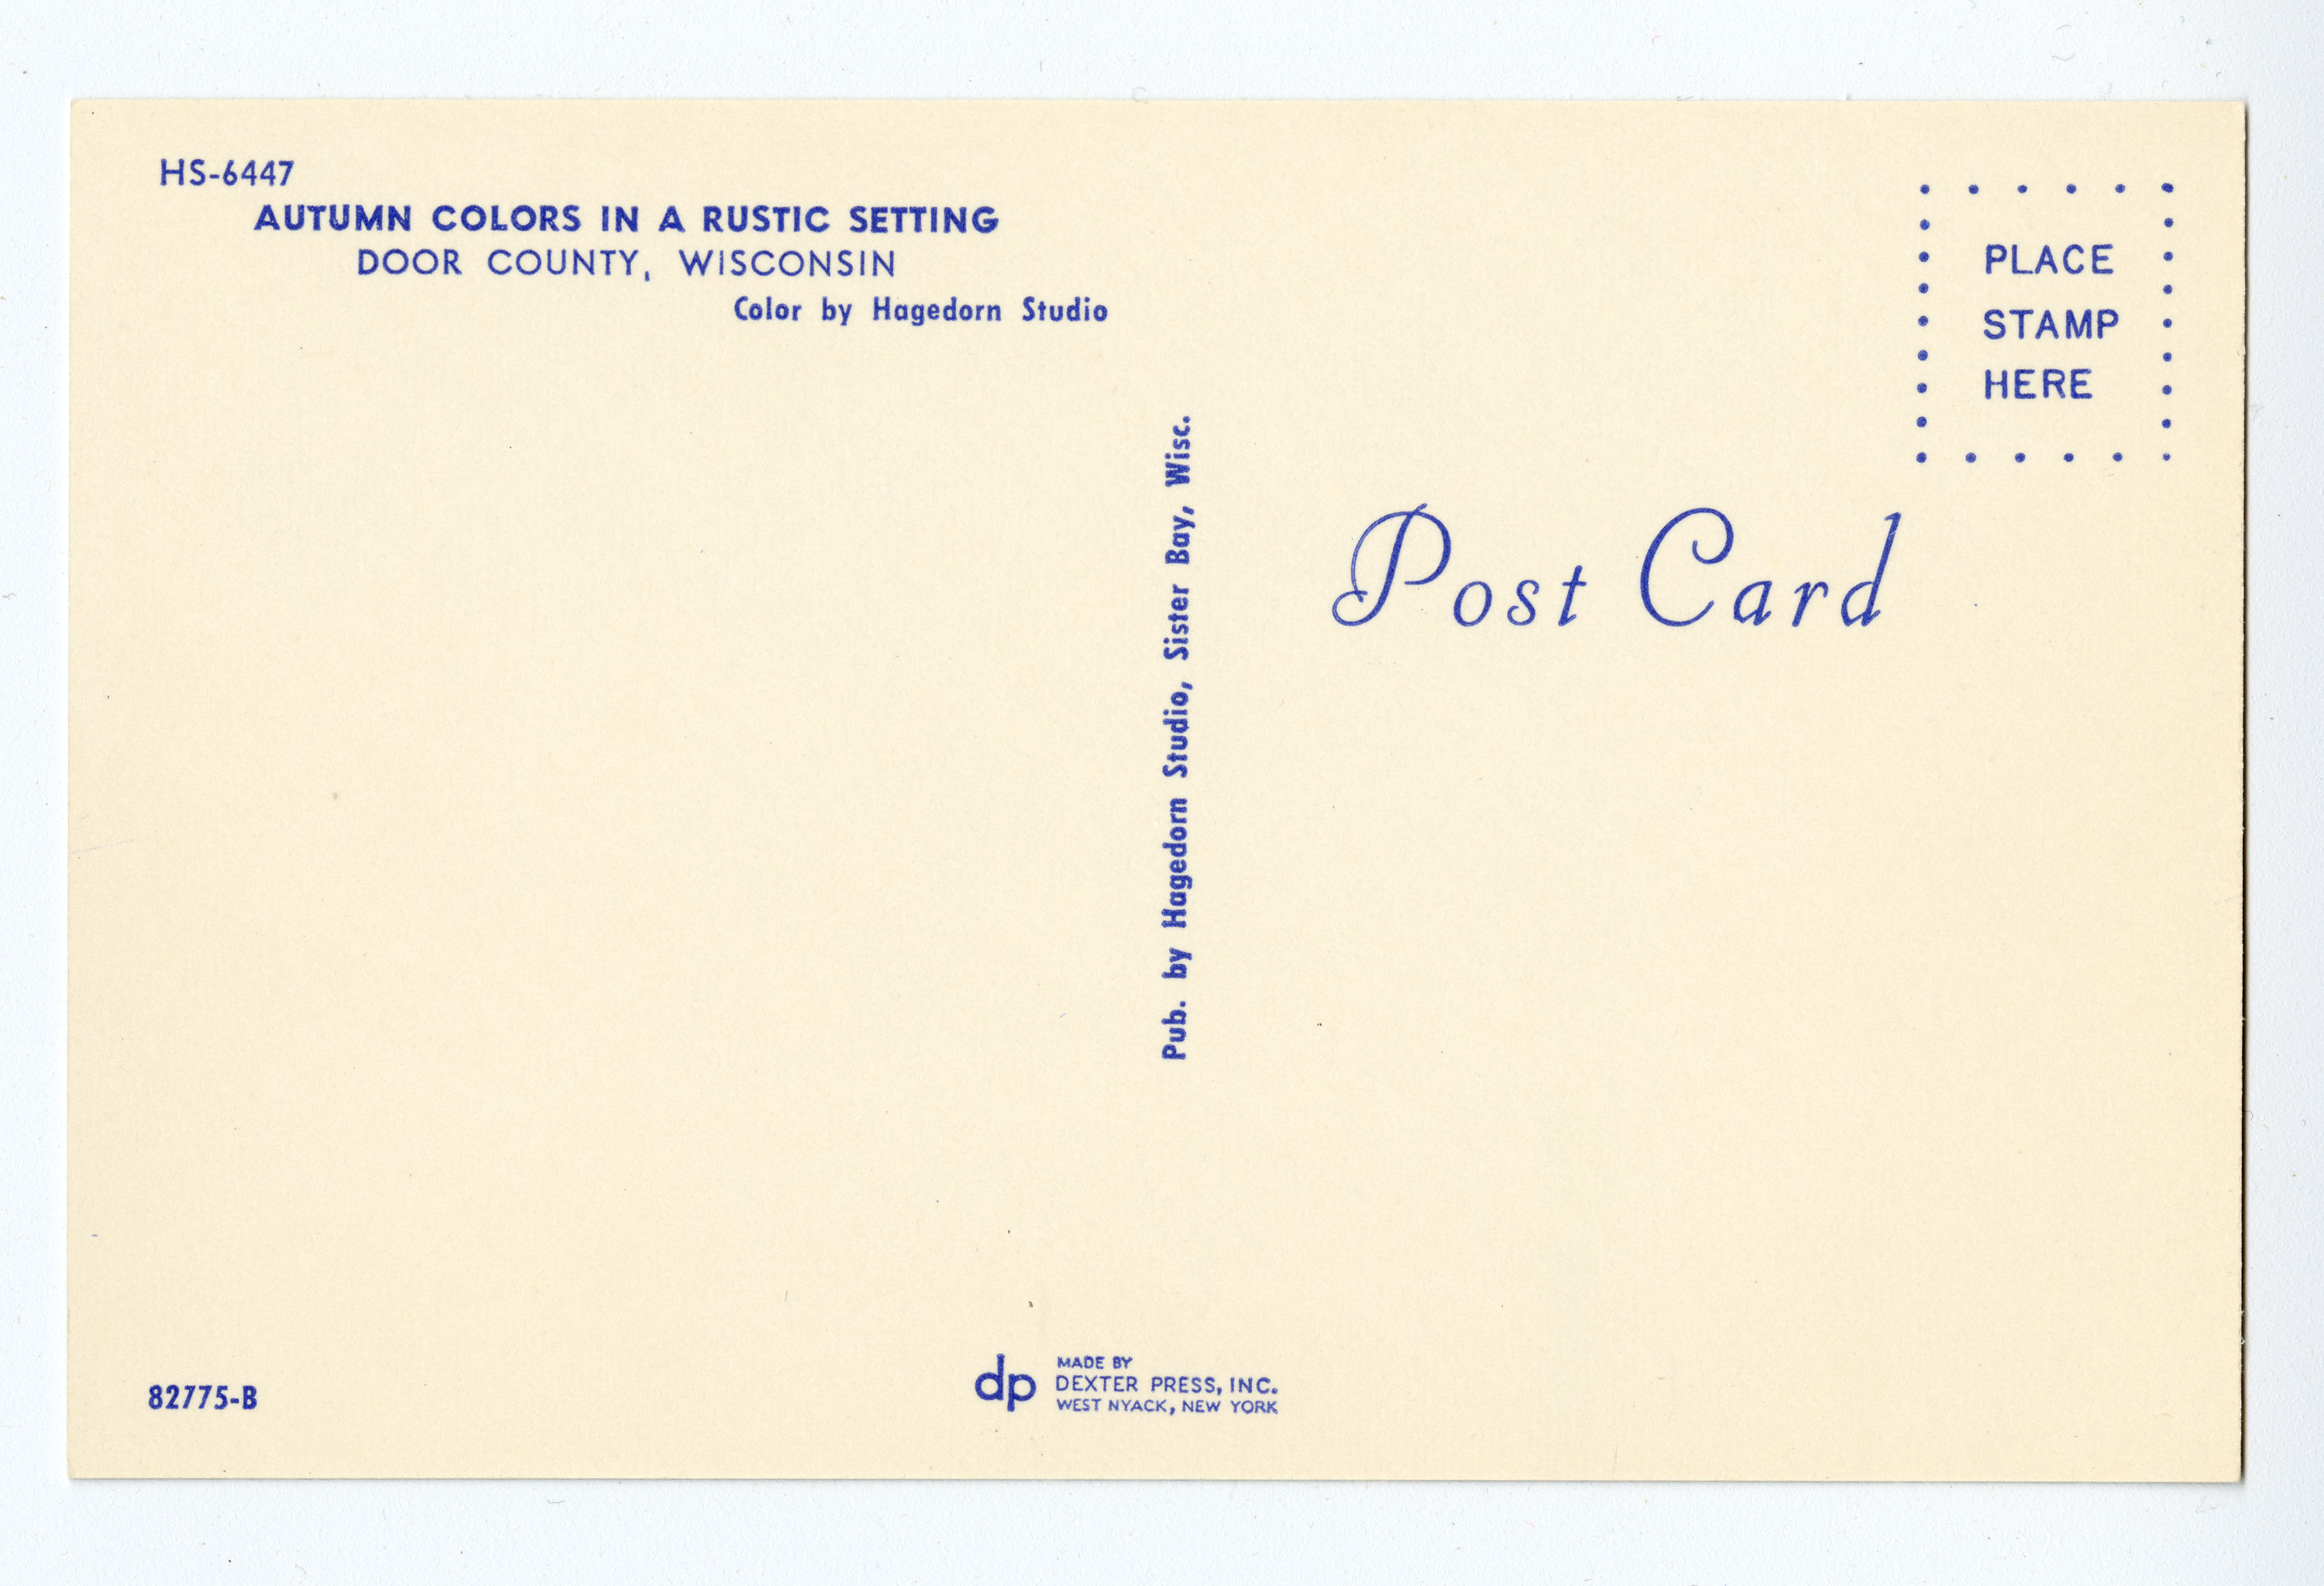 HS-6447
AUTUMN COLORS IN A RUSTIC SETTING
DOOR COUNTY, WISCONSIN
Color by Hagedorn Studio
Pub. by Hagedorn Studio, Sister Bay, Wisc.
PLACE
STAMP
HERE
Post Card
82775-B
dp
MADE BY
DEXTER PRESS, INC.
WEST NYACK, NEW YORK